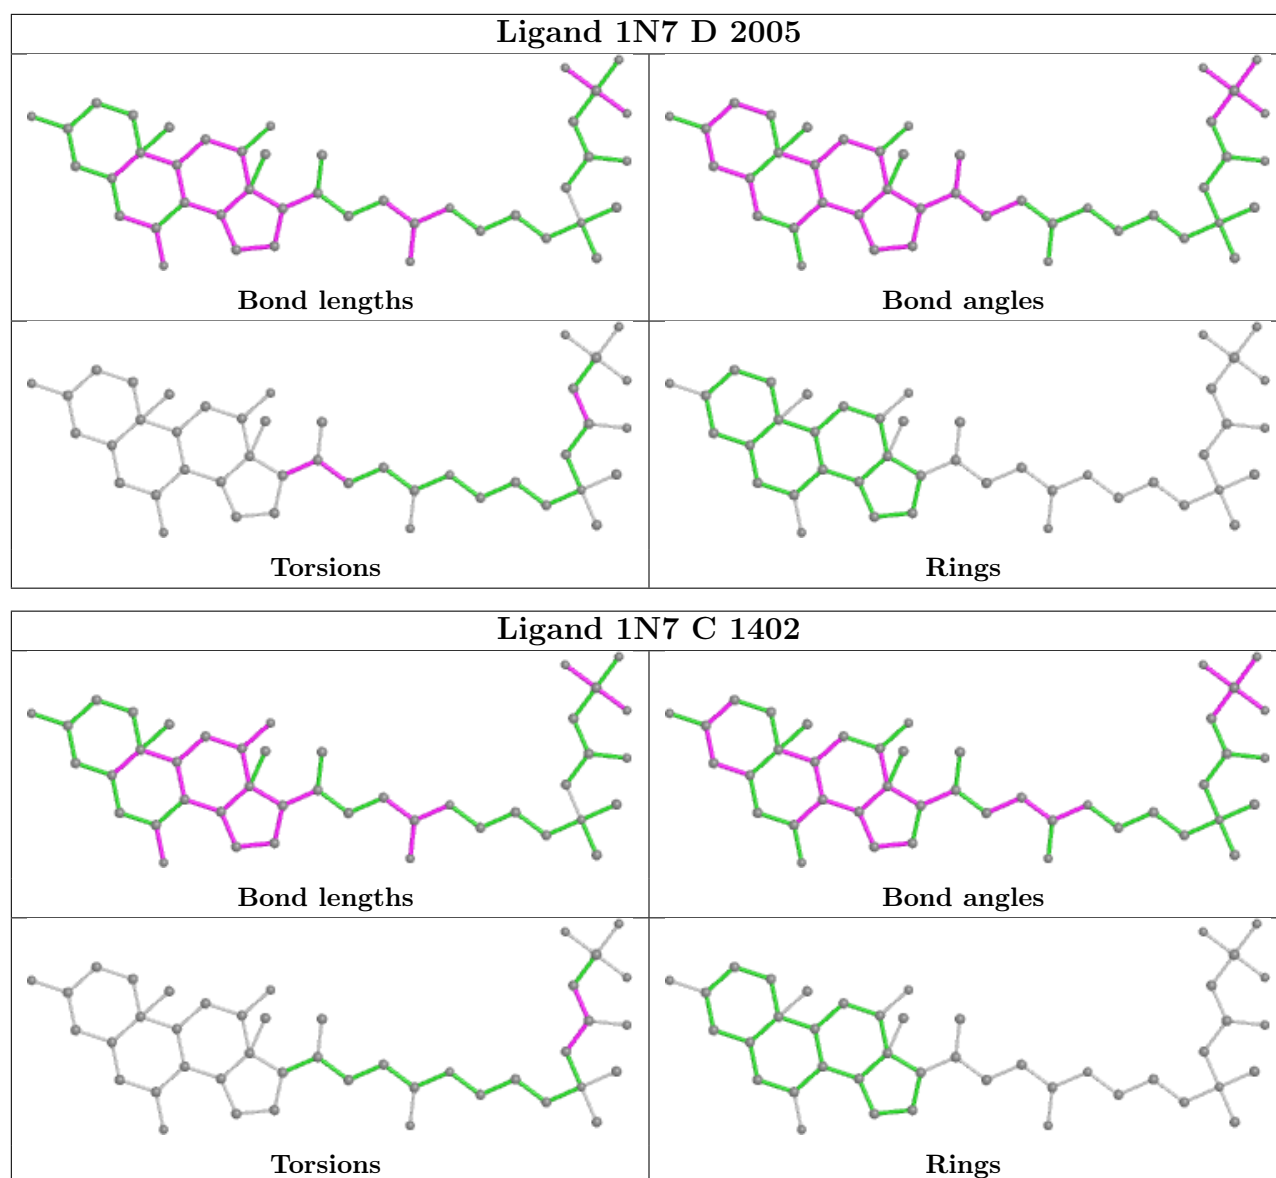 Ligand 1N7 D 2005
Bond lengths
Bond angles
Torsions
Rings
Ligand 1N7 C 1402
Bond lengths
Bond angles
Torsions
Rings